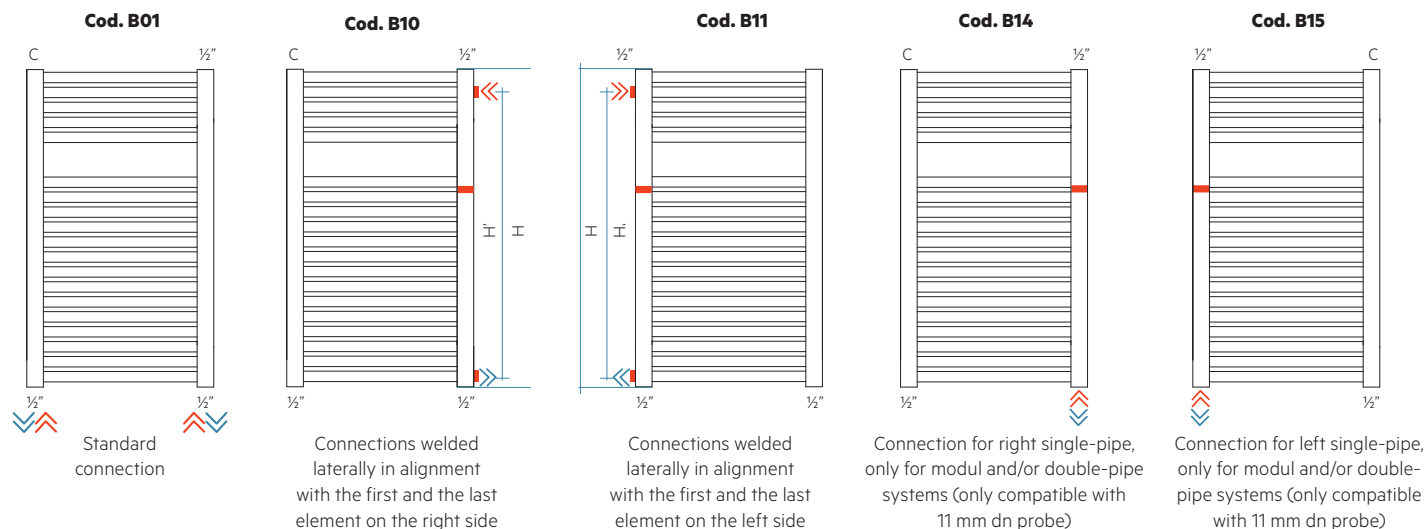 Cod. B01
Cod. B10
Cod. B11
Cod. B14
Cod. B15
C
½”
C
½”
½”
C
½”
½”
C
H'
H
H
H'
½”
½”
½”
½”
½”
½”
½”
½”
Standard
connection
Connections welded
laterally in alignment
with the first and the last
element on the right side
Connections welded
laterally in alignment
with the first and the last
element on the left side
Connection for right single-pipe,
only for modul and/or double-pipe
systems (only compatible with
11 mm dn probe)
Connection for left single-pipe,
only for modul and/or double-
pipe systems (only compatible
with 11 mm dn probe)